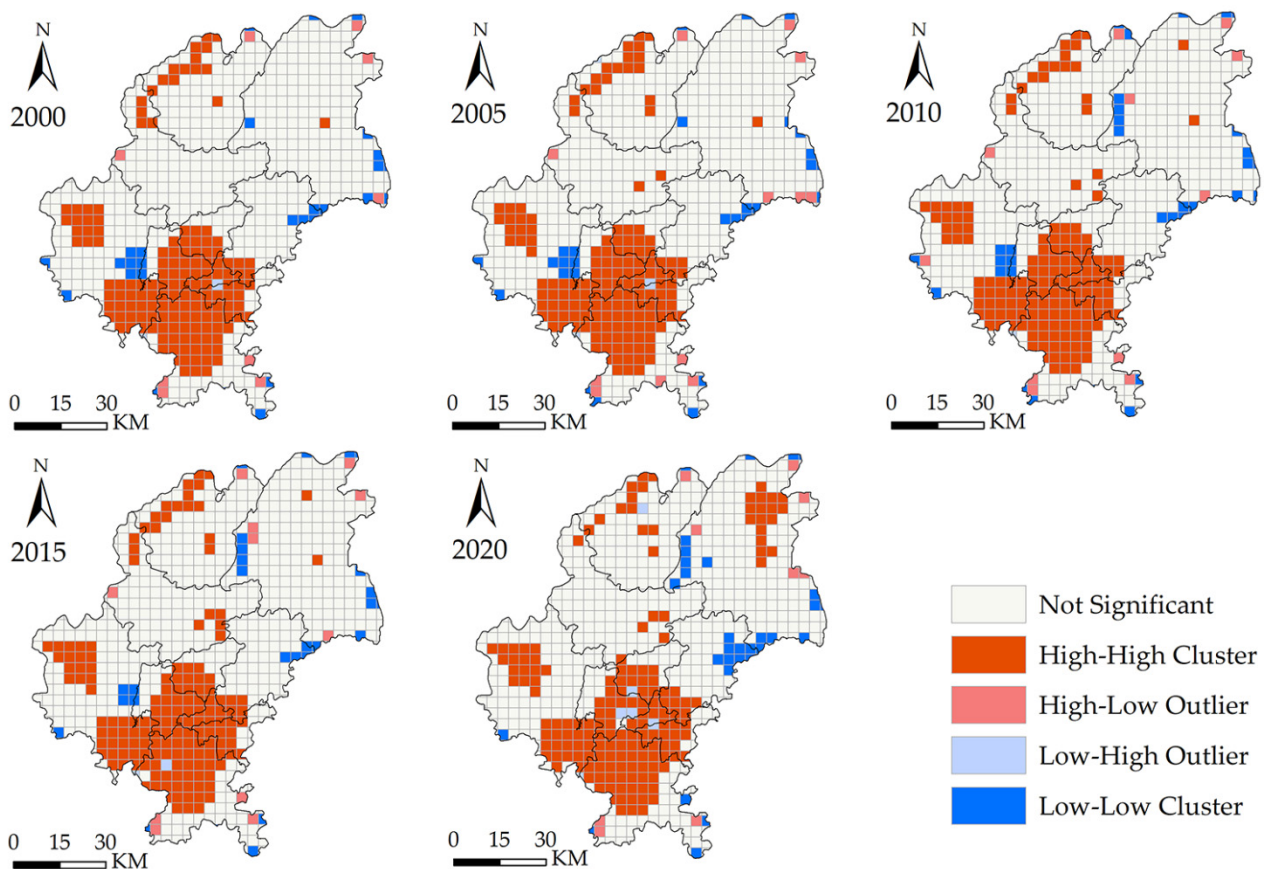 N
2000
0 15 30
KM
N
2005
0 15 30
KM
N
2010
0 15 30
KM
N
2015
0 15 30
KM
N
2020
0 15 30
KM
Not Significant
High-High Cluster
High-Low Outlier
Low-High Outlier
Low-Low Cluster